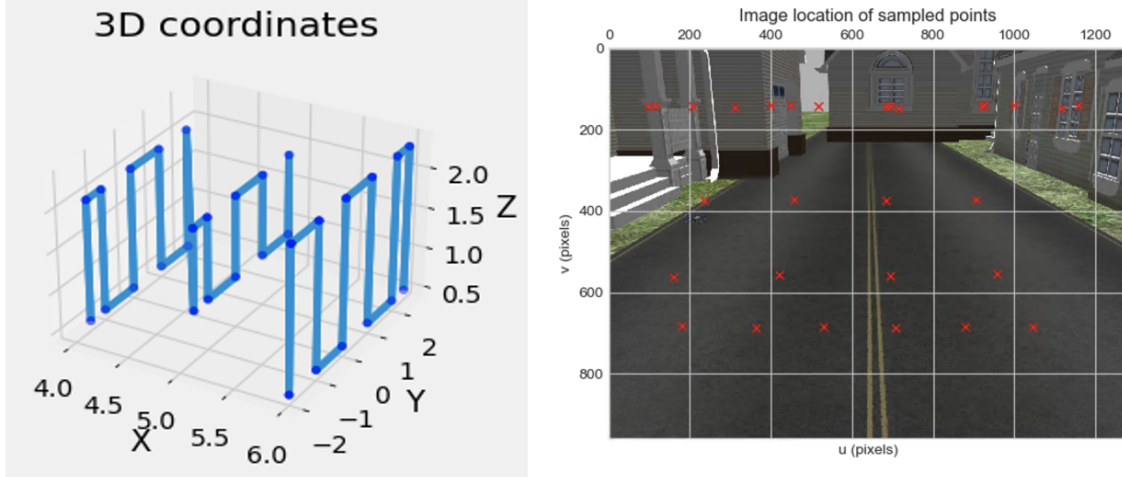 3D coordinates
2.0
1.5
1.0
0.5
Z
4.0
4.5
5.0
5.5
6.0
X
2
1
0
−1
−2
Y
Image location of sampled points
0 200 400 600 800 1000 1200
0
200
400
600
800
v (pixels)
u (pixels)